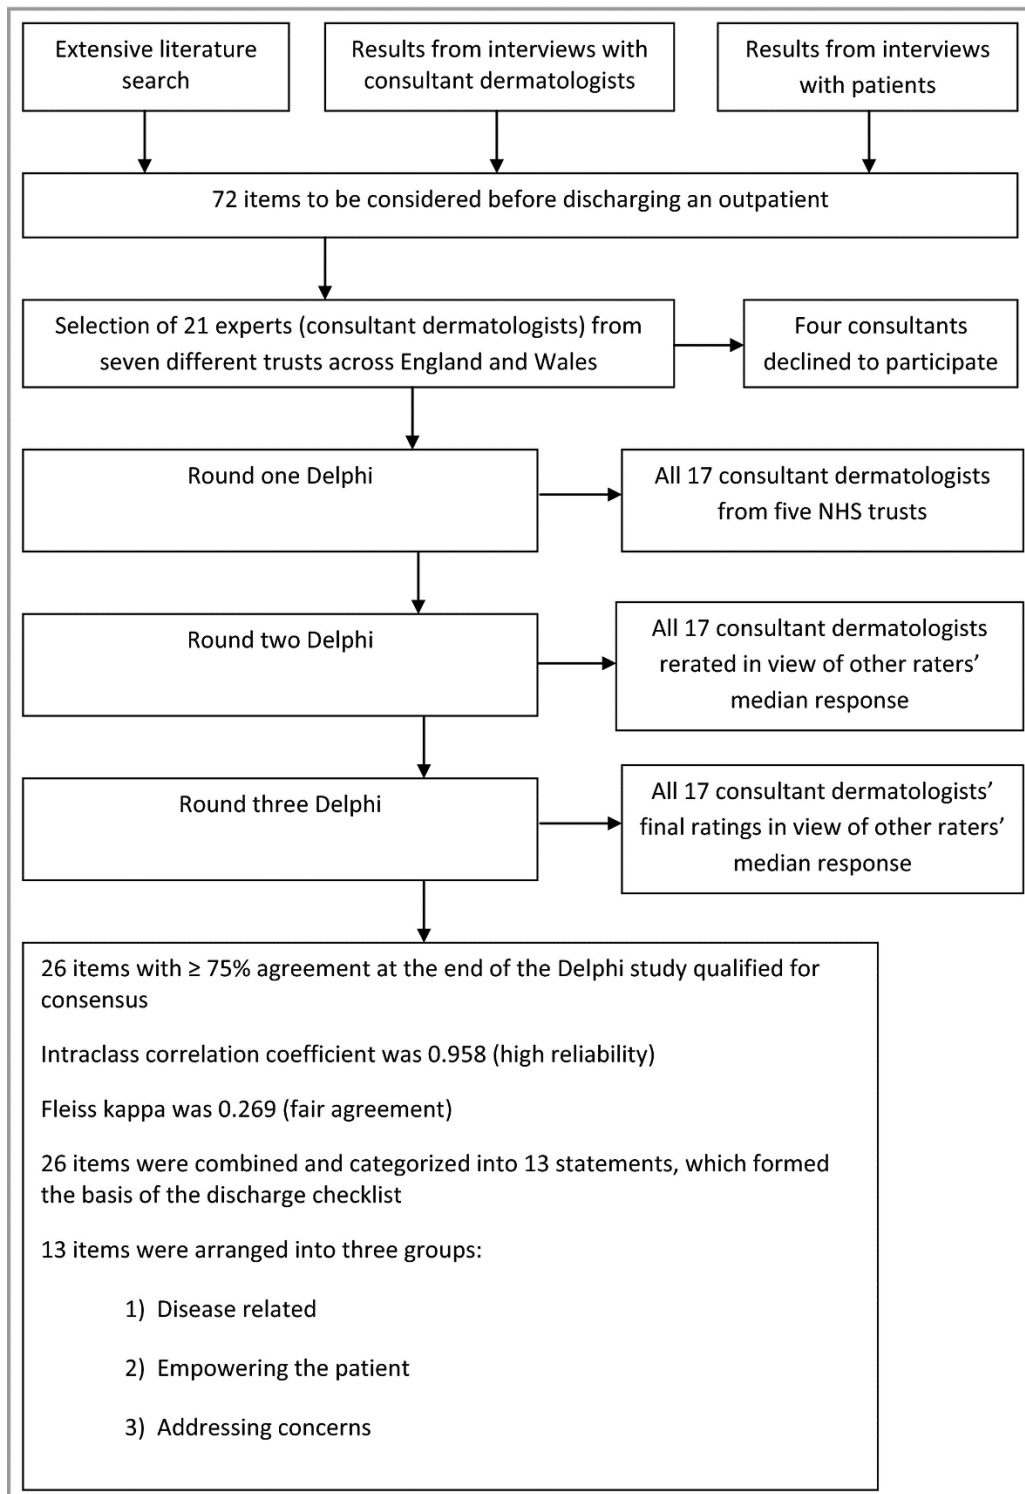 Extensive literature
search
Results from interviews with
consultant dermatologists
Results from interviews
with patients
72 items to be considered before discharging an outpatient
Selection of 21 experts (consultant dermatologists) from
seven different trusts across England and Wales
Four consultants
declined to participate
Round one Delphi
All 17 consultant dermatologists
from five NHS trusts
Round two Delphi
All 17 consultant dermatologists
rerated in view of other raters’
median response
Round three Delphi
All 17 consultant dermatologists’
final ratings in view of other raters’
median response
26 items with ≥ 75% agreement at the end of the Delphi study qualified for
consensus
Intraclass correlation coefficient was 0.958 (high reliability)
Fleiss kappa was 0.269 (fair agreement)
26 items were combined and categorized into 13 statements, which formed
the basis of the discharge checklist
13 items were arranged into three groups:
1) Disease related
2) Empowering the patient
3) Addressing concerns